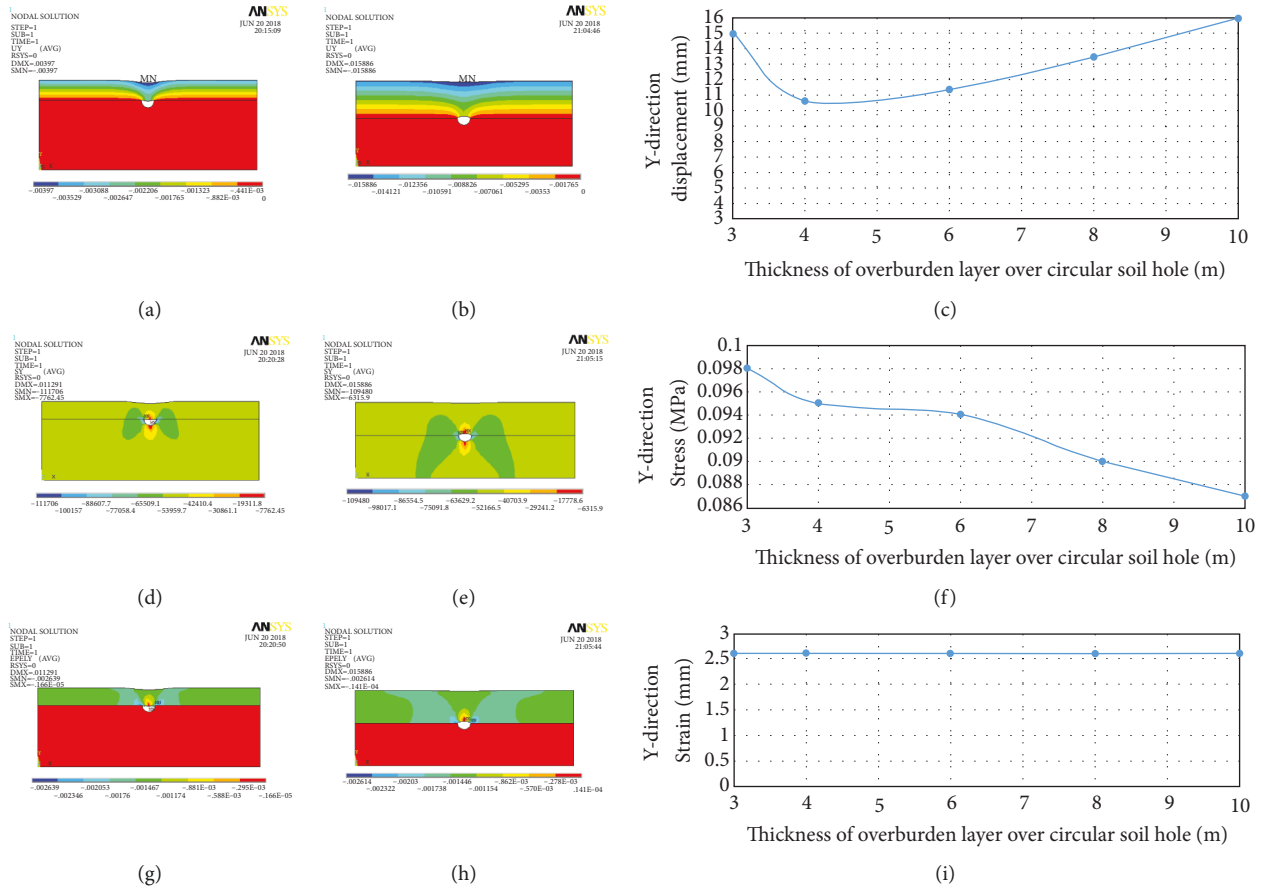 1
NODAL SOLUTION
STEP=1
SUB=1
TIME=1
UY (AVG)
RSYS=0
DMX=.00397
SMN=−.00397
ANSYS
JUN 20 2018
20:15:09
MN
Y
X
−.00397 −.003088 −.002206 −.001323 −.441E−03
−.003529 −.002647 −.001765 −.882E−03 0
(a)
1
NODAL SOLUTION
STEP=1
SUB=1
TIME=1
UY (AVG)
RSYS=0
DMX=.015886
SMN=−.015886
ANSYS
JUN 20 2018
21:04:46
MN
Y
X
−.015886 −.012356 −.008826 −.005295 −.001765
−.014121 −.010591 −.007061 −.00353 0
(b)
Y-direction
displacement (mm)
16
15
14
13
12
11
10
9
8
7
6
5
4
3
3 4 5 6 7 8 9 10
Thickness of overburden layer over circular soil hole (m)
(c)
1
NODAL SOLUTION
STEP=1
SUB=1
TIME=1
SY (AVG)
RSYS=0
DMX=.011291
SMN=−111706
SMX=−7762.45
ANSYS
JUN 20 2018
20:20:28
X
−111706 −88607.7 −65509.1 −42410.4 −19311.8
−100157 −77058.4 −53959.7 −30861.1 −7762.45
(d)
1
NODAL SOLUTION
STEP=1
SUB=1
TIME=1
SY (AVG)
RSYS=0
DMX=.015886
SMN=−109480
SMX=−6315.9
ANSYS
JUN 20 2018
21:05:15
X
−109480 −86554.5 −63629.2 −40703.9 −17778.6
−98017.1 −75091.8 −52166.5 −29241.2 −6315.9
(e)
Y-direction
Stress (MPa)
0.1
0.098
0.096
0.094
0.092
0.09
0.088
0.086
3 4 5 6 7 8 9 10
Thickness of overburden layer over circular soil hole (m)
(f)
1
NODAL SOLUTION
STEP=1
SUB=1
TIME=1
EPELY (AVG)
RSYS=0
DMX=.011291
SMN=−.002639
SMX=−.166E−05
ANSYS
JUN 20 2018
20:20:50
Y
X
−.002639 −.002053 −.001467 −.881E−03 −.295E−03
−.002346 −.00176 −.001174 −.588E−03 −.166E−05
(g)
1
NODAL SOLUTION
STEP=1
SUB=1
TIME=1
EPELY (AVG)
RSYS=0
DMX=.015886
SMN=−.002614
SMX=−.141E−04
ANSYS
JUN 20 2018
21:05:44
Y
X
−.002614 −.00203 −.001446 −.862E−03 −.278E−03
−.002322 −.001738 −.001154 −.570E−03 .141E−04
(h)
Y-direction
Strain (mm)
3
2.5
2
1.5
1
0.5
0
3 4 5 6 7 8 9 10
Thickness of overburden layer over circular soil hole (m)
(i)